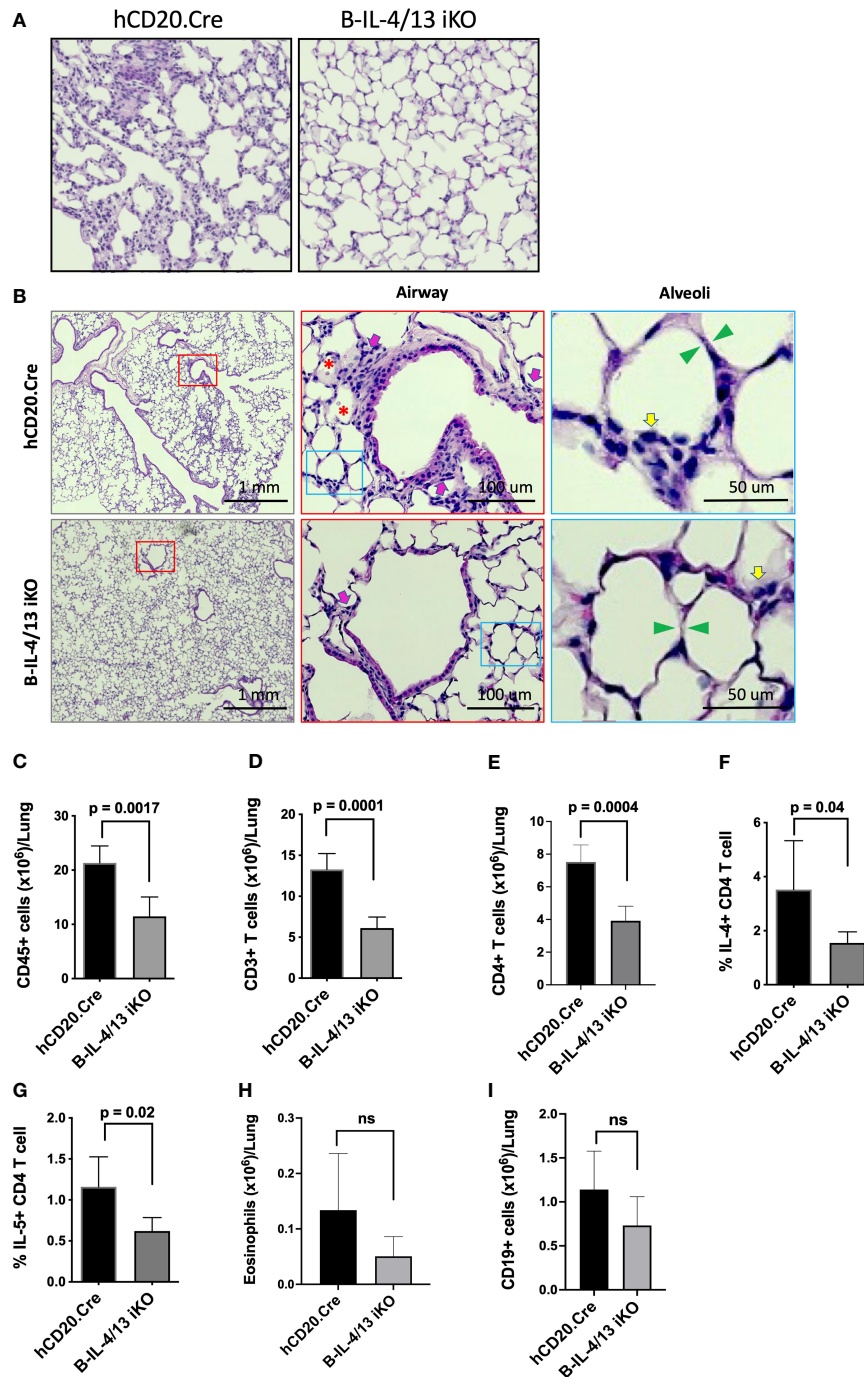 A
hCD20.Cre
B-IL-4/13 iKO
B
Airway
Alveoli
hCD20.Cre
1 mm
*
*
100 um
50 um
B-IL-4/13 iKO
1 mm
100 um
50 um
C
p = 0.0017
CD45+ cells (x10⁶)/Lung
30
20
10
0
hCD20.Cre
B-IL-4/13 iKO
D
p = 0.0001
CD3+ T cells (x10⁶)/Lung
20
15
10
5
0
hCD20.Cre
B-IL-4/13 iKO
E
p = 0.0004
CD4+ T cells (x10⁶)/Lung
10
8
6
4
2
0
hCD20.Cre
B-IL-4/13 iKO
F
p = 0.04
% IL-4+ CD4 T cell
6
4
2
0
hCD20.Cre
B-IL-4/13 iKO
G
p = 0.02
% IL-5+ CD4 T cell
2.0
1.5
1.0
0.5
0.0
hCD20.Cre
B-IL-4/13 iKO
H
ns
Eosinophils (x10⁶)/Lung
0.3
0.2
0.1
0.0
hCD20.Cre
B-IL-4/13 iKO
I
ns
CD19+ cells (x10⁶)/Lung
2.0
1.5
1.0
0.5
0.0
hCD20.Cre
B-IL-4/13 iKO